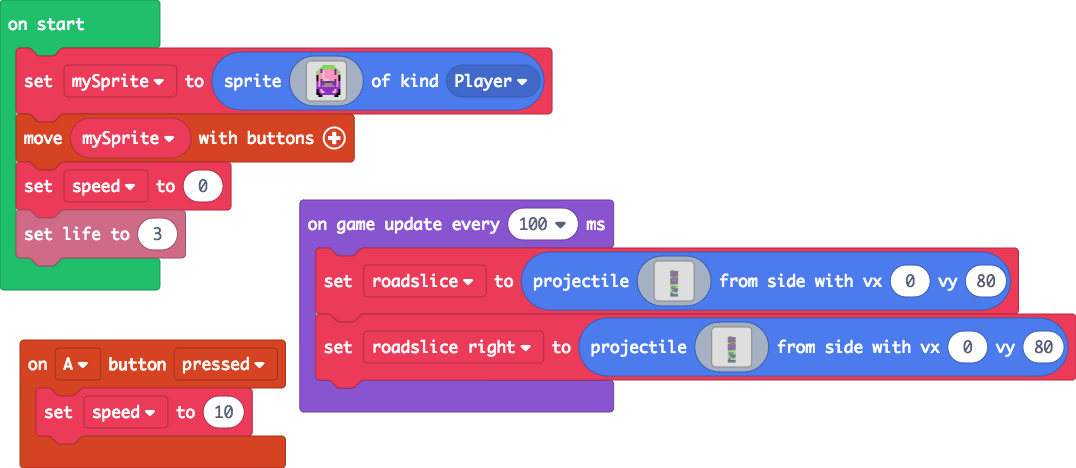 on start
set mySprite to sprite of kind Player
move mySprite with buttons
set speed to 0
set life to 3
on game update every 100 ms
set roadslice to projectile from side with vx 0 vy 80
set roadslice right to projectile from side with vx 0 vy 80
on A button pressed
set speed to 10